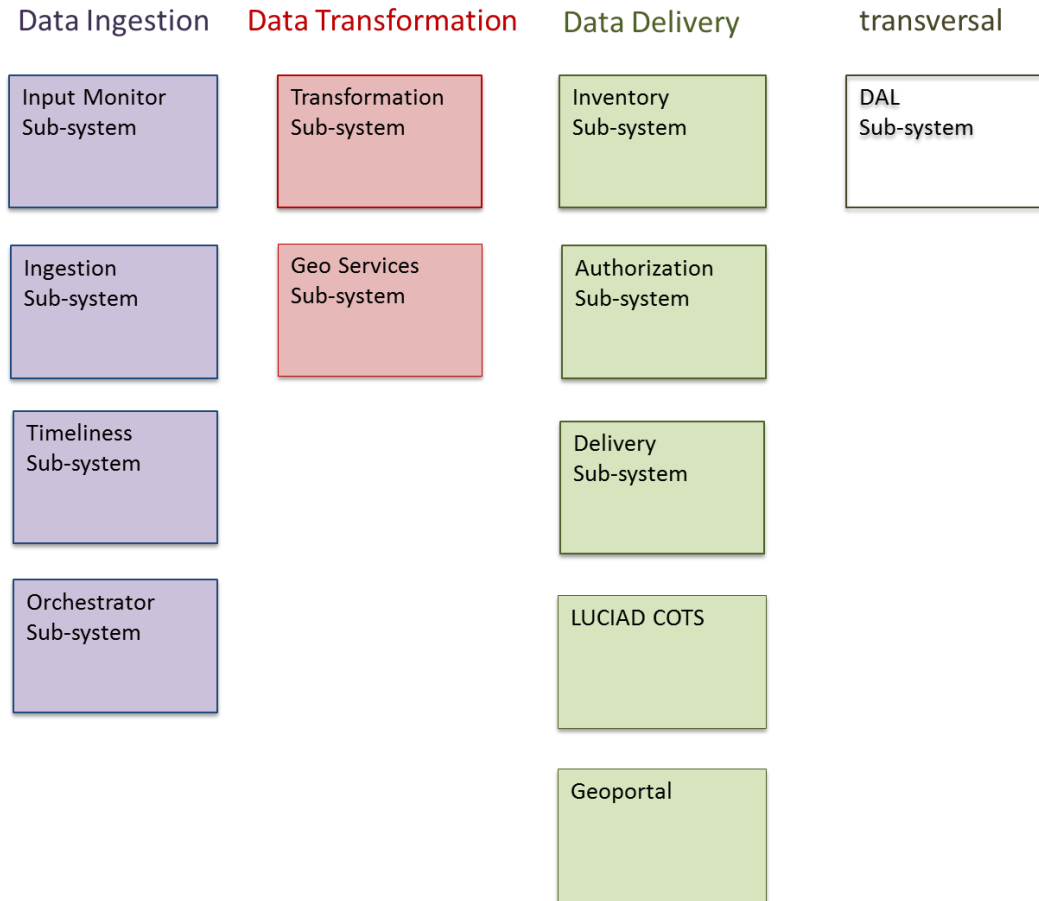 Data Ingestion
Data Transformation
Data Delivery
transversal
Input Monitor
Sub-system
Transformation
Sub-system
Inventory
Sub-system
DAL
Sub-system
Ingestion
Sub-system
Geo Services
Sub-system
Authorization
Sub-system
Timeliness
Sub-system
Delivery
Sub-system
Orchestrator
Sub-system
LUCIAD COTS
Geoportal